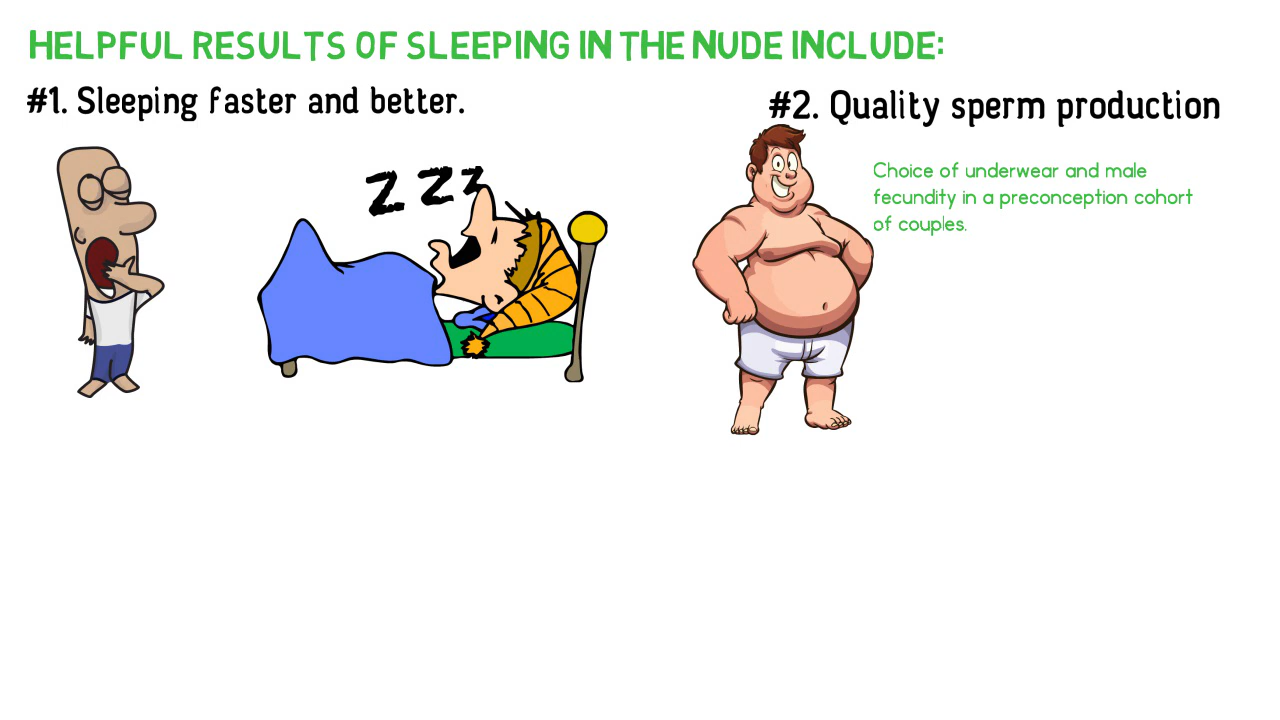 HELPFUL RESULTS OF SLEEPING IN THE NUDE INCLUDE:
#1. Sleeping faster and better.
Z Z z
#2. Quality sperm production
Choice of underwear and male
fecundity in a preconception cohort
of couples.